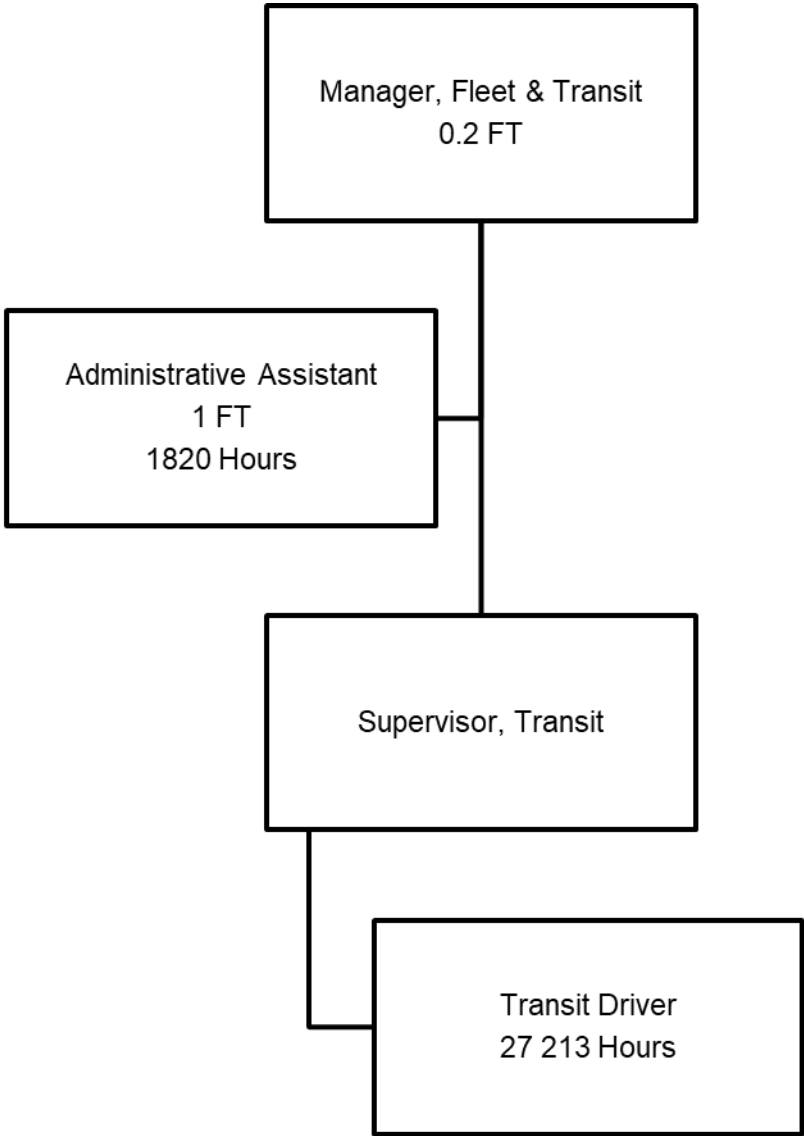 Manager, Fleet & Transit
0.2 FT
Administrative Assistant
1 FT
1820 Hours
Supervisor, Transit
Transit Driver
27 213 Hours